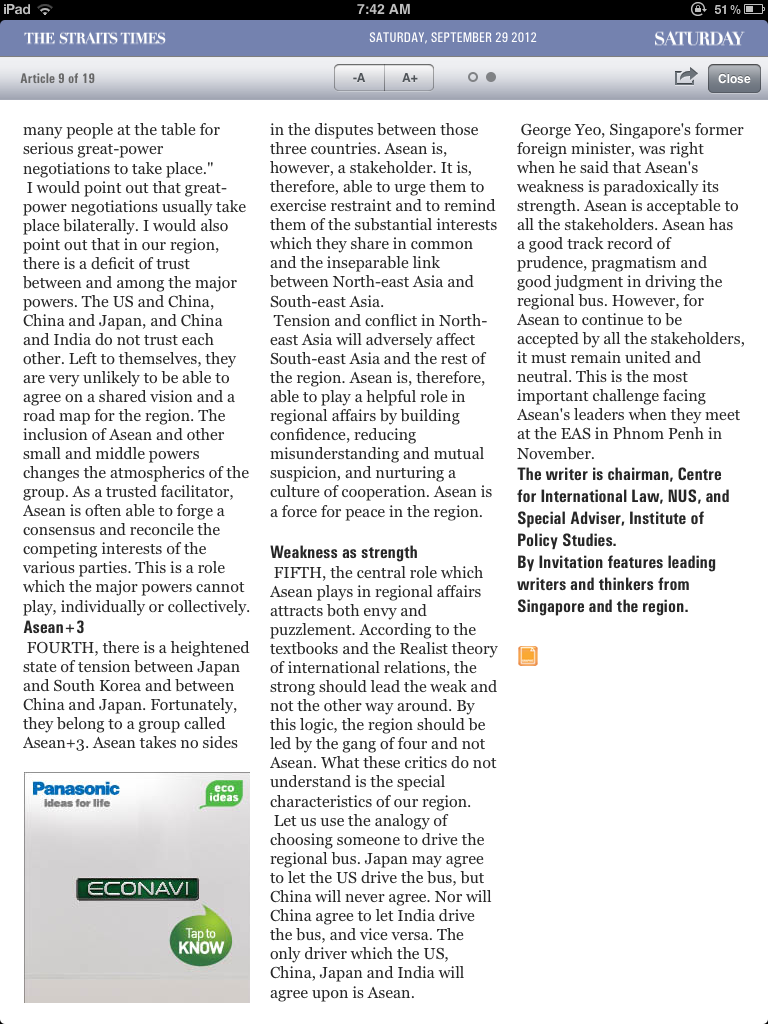 iPad
7:42 AM
51 %
THE STRAITS TIMES
SATURDAY, SEPTEMBER 29 2012
SATURDAY
Article 9 of 19
-A
A+
Close
many people at the table for
serious great-power
negotiations to take place."
I would point out that great-
power negotiations usually take
place bilaterally. I would also
point out that in our region,
there is a deficit of trust
between and among the major
powers. The US and China,
China and Japan, and China
and India do not trust each
other. Left to themselves, they
are very unlikely to be able to
agree on a shared vision and a
road map for the region. The
inclusion of Asean and other
small and middle powers
changes the atmospherics of the
group. As a trusted facilitator,
Asean is often able to forge a
consensus and reconcile the
competing interests of the
various parties. This is a role
which the major powers cannot
play, individually or collectively.
Asean+3
FOURTH, there is a heightened
state of tension between Japan
and South Korea and between
China and Japan. Fortunately,
they belong to a group called
Asean+3. Asean takes no sides
Panasonic
ideas for life
eco
ideas
ECONAVI
Tap to
KNOW
in the disputes between those
three countries. Asean is,
however, a stakeholder. It is,
therefore, able to urge them to
exercise restraint and to remind
them of the substantial interests
which they share in common
and the inseparable link
between North-east Asia and
South-east Asia.
Tension and conflict in North-
east Asia will adversely affect
South-east Asia and the rest of
the region. Asean is, therefore,
able to play a helpful role in
regional affairs by building
confidence, reducing
misunderstanding and mutual
suspicion, and nurturing a
culture of cooperation. Asean is
a force for peace in the region.
Weakness as strength
FIFTH, the central role which
Asean plays in regional affairs
attracts both envy and
puzzlement. According to the
textbooks and the Realist theory
of international relations, the
strong should lead the weak and
not the other way around. By
this logic, the region should be
led by the gang of four and not
Asean. What these critics do not
understand is the special
characteristics of our region.
Let us use the analogy of
choosing someone to drive the
regional bus. Japan may agree
to let the US drive the bus, but
China will never agree. Nor will
China agree to let India drive
the bus, and vice versa. The
only driver which the US,
China, Japan and India will
agree upon is Asean.
George Yeo, Singapore's former
foreign minister, was right
when he said that Asean's
weakness is paradoxically its
strength. Asean is acceptable to
all the stakeholders. Asean has
a good track record of
prudence, pragmatism and
good judgment in driving the
regional bus. However, for
Asean to continue to be
accepted by all the stakeholders,
it must remain united and
neutral. This is the most
important challenge facing
Asean's leaders when they meet
at the EAS in Phnom Penh in
November.
The writer is chairman, Centre
for International Law, NUS, and
Special Adviser, Institute of
Policy Studies.
By Invitation features leading
writers and thinkers from
Singapore and the region.